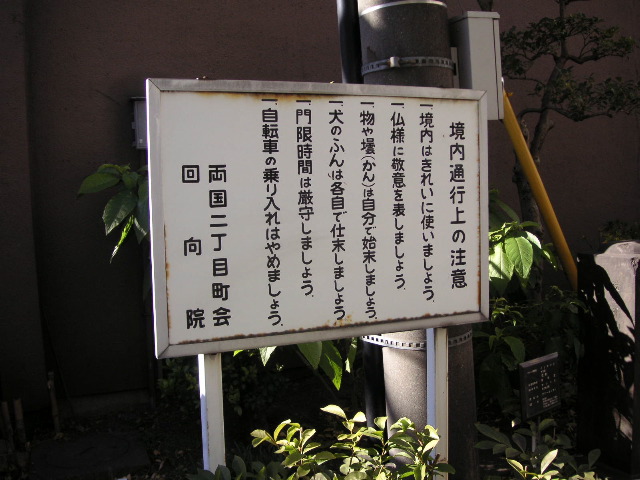 境内通行上の注意
一、境内はきれいに使いましょう。
一、仏様に敬意を表しましょう。
一、物や壜(かん)は自分で始末しましょう。
一、犬のふんは各自で仕末しましょう。
一、門限時間は厳守しましょう。
一、自転車の乗り入れはやめましょう。
両国二丁目町会
回向院